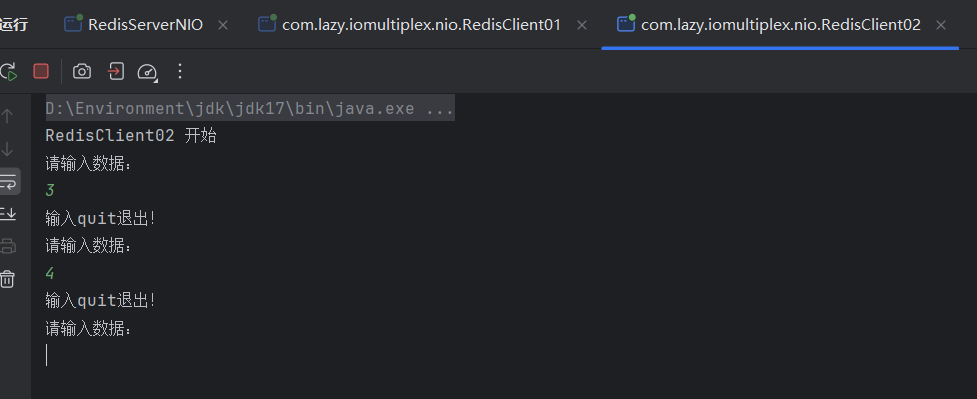 运行 RedisServerNIO com.lazy.iomultiplex.nio.RedisClient01 com.lazy.iomultiplex.nio.RedisClient02
D:\Environment\jdk\jdk17\bin\java.exe ...
RedisClient02 开始
请输入数据：
3
输入quit退出！
请输入数据：
4
输入quit退出！
请输入数据：